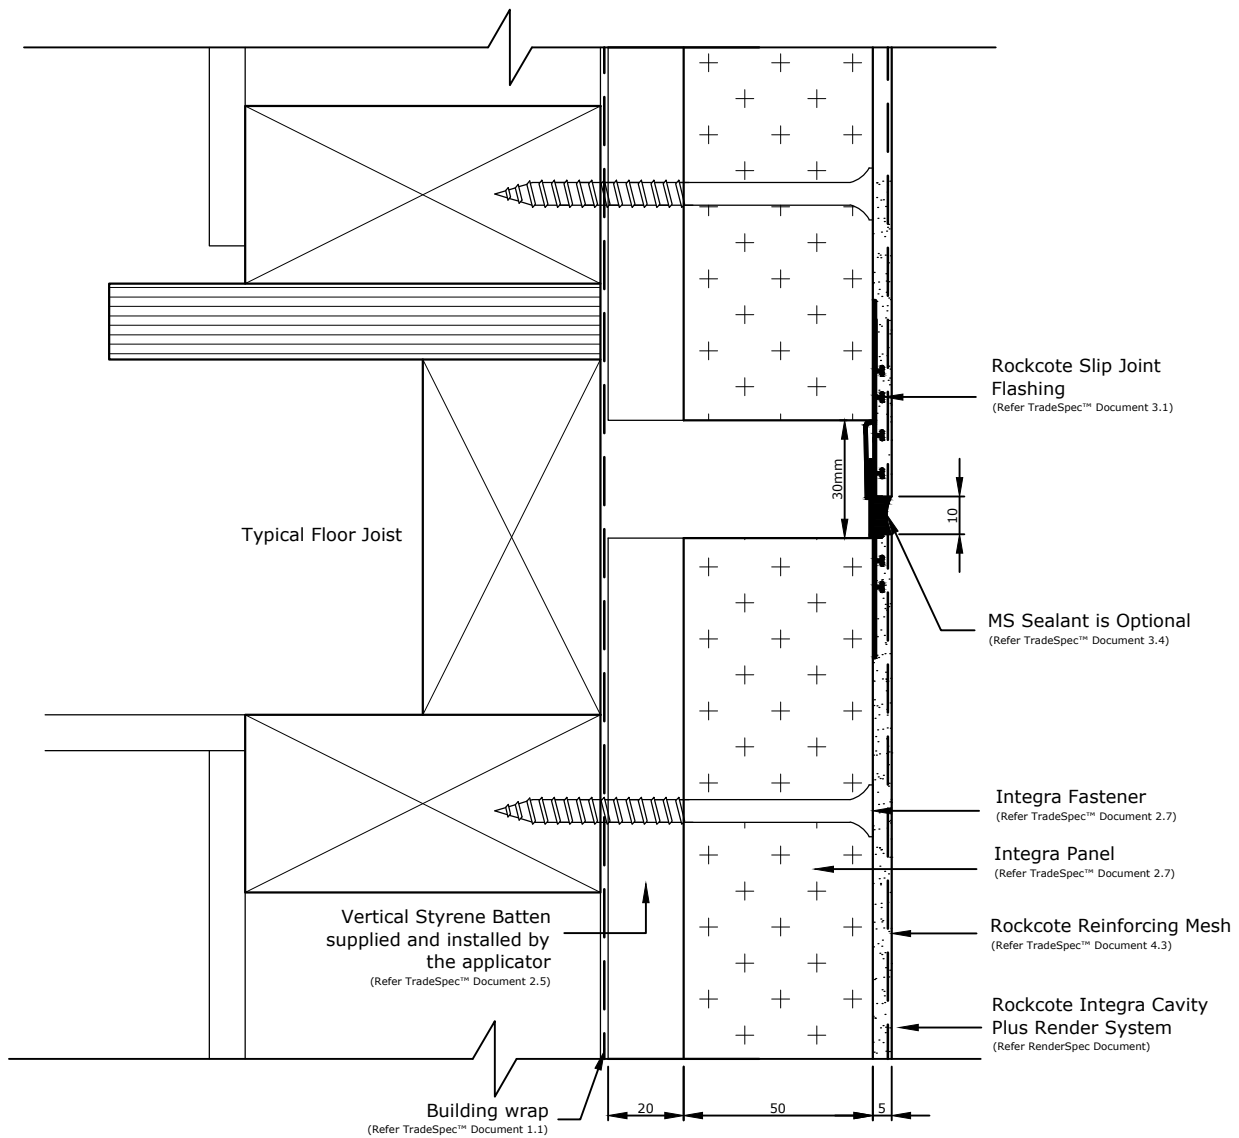 Rockcote Slip Joint
Flashing
(Refer TradeSpec™ Document 3.1)
30mm
10
Typical Floor Joist
MS Sealant is Optional
(Refer TradeSpec™ Document 3.4)
Integra Fastener
(Refer TradeSpec™ Document 2.7)
Integra Panel
(Refer TradeSpec™ Document 2.7)
Vertical Styrene Batten
supplied and installed by
the applicator
(Refer TradeSpec™ Document 2.5)
Rockcote Reinforcing Mesh
(Refer TradeSpec™ Document 4.3)
Rockcote Integra Cavity
Plus Render System
(Refer RenderSpec Document)
Building wrap
(Refer TradeSpec™ Document 1.1)
20
50
5